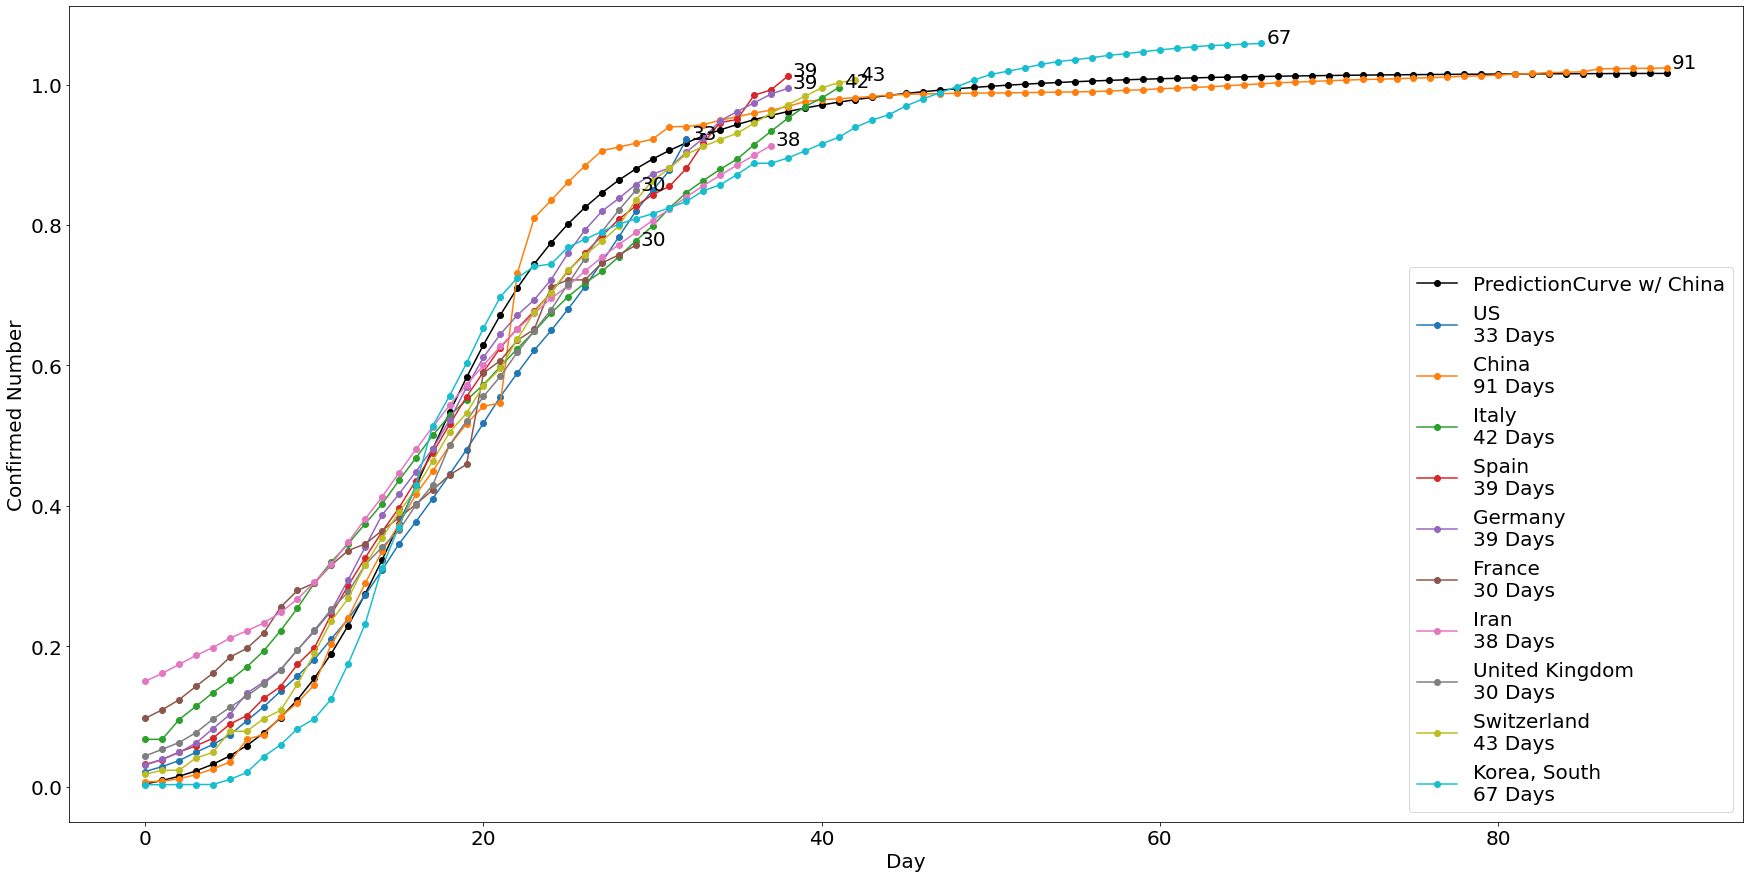 67
91
39
39
43
42
33
38
30
30
1.0
0.8
0.6
0.4
0.2
0.0
Confirmed Number
0
20
40
60
80
Day
PredictionCurve w/ China
US
33 Days
China
91 Days
Italy
42 Days
Spain
39 Days
Germany
39 Days
France
30 Days
Iran
38 Days
United Kingdom
30 Days
Switzerland
43 Days
Korea, South
67 Days